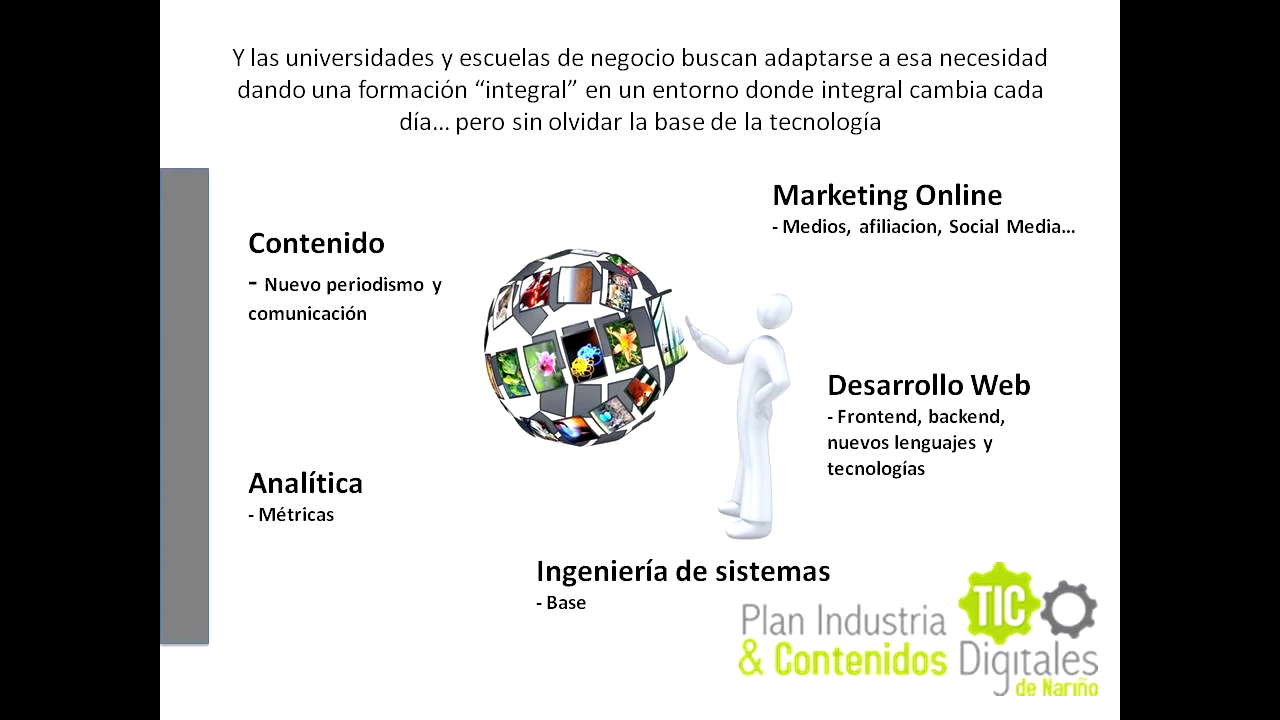 Y las universidades y escuelas de negocio buscan adaptarse a esa necesidad
dando una formación “integral” en un entorno donde integral cambia cada
día... pero sin olvidar la base de la tecnología
Marketing Online
- Medios, afiliacion, Social Media...
Contenido
- Nuevo periodismo y
comunicación
Desarrollo Web
- Frontend, backend,
nuevos lenguajes y
tecnologías
Analítica
- Métricas
Ingeniería de sistemas
- Base
TIC
Plan Industria
& Contenidos Digitales
de Nariño